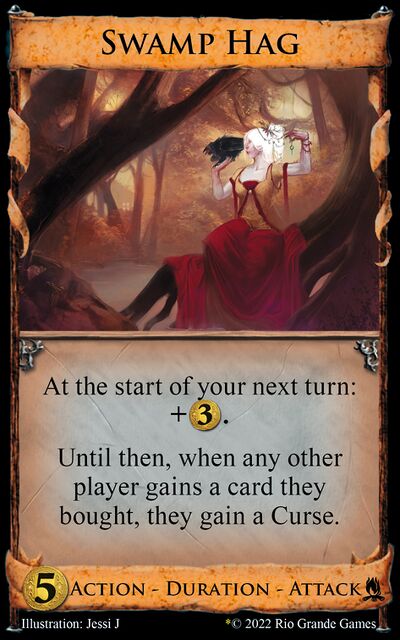 SWAMP HAG
At the start of your next turn:
+3.
Until then, when any other
player gains a card they
bought, they gain a Curse.
5 ACTION - DURATION - ATTACK
Illustration: Jessi J *© 2022 Rio Grande Games